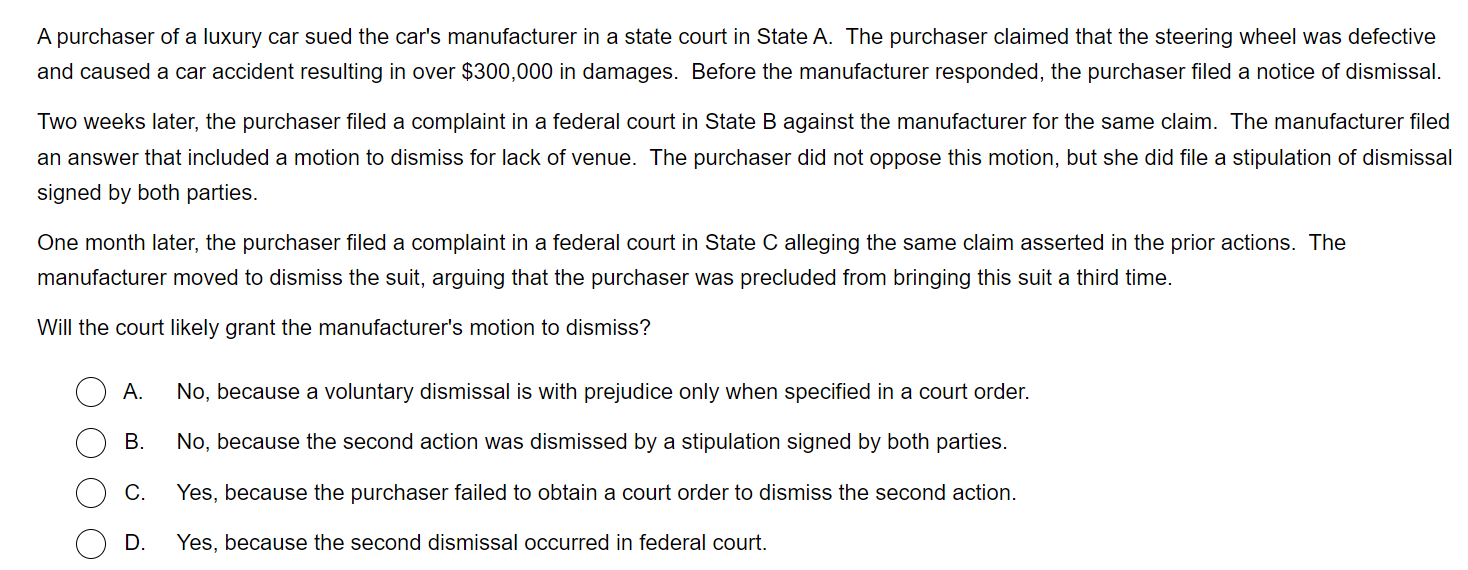 A purchaser of a luxury car sued the car's manufacturer in a state court in State A.  The purchaser claimed that the steering wheel was defective
and caused a car accident resulting in over $300,000 in damages.  Before the manufacturer responded, the purchaser filed a notice of dismissal.
Two weeks later, the purchaser filed a complaint in a federal court in State B against the manufacturer for the same claim.  The manufacturer filed
an answer that included a motion to dismiss for lack of venue.  The purchaser did not oppose this motion, but she did file a stipulation of dismissal
signed by both parties.
One month later, the purchaser filed a complaint in a federal court in State C alleging the same claim asserted in the prior actions.  The
manufacturer moved to dismiss the suit, arguing that the purchaser was precluded from bringing this suit a third time.
Will the court likely grant the manufacturer's motion to dismiss?
A. No, because a voluntary dismissal is with prejudice only when specified in a court order.
B. No, because the second action was dismissed by a stipulation signed by both parties.
C. Yes, because the purchaser failed to obtain a court order to dismiss the second action.
D. Yes, because the second dismissal occurred in federal court.